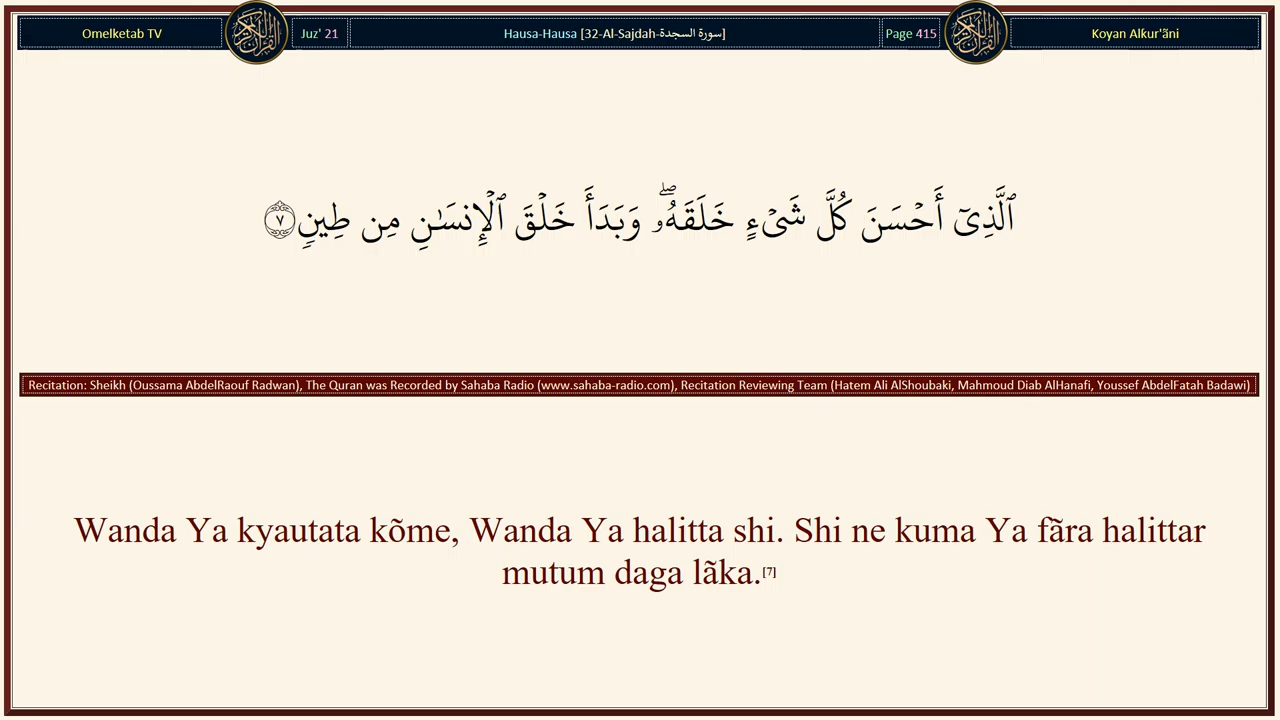 Omelketab TV
Juz' 21
Hausa-Hausa [32-Al-Sajdah-سورة السجدة]
Page 415
Koyan Alƙur'ãni
ٱلَّذِىٓ أَحۡسَنَ كُلَّ شَىۡءٍ خَلَقَهُۥۖ وَبَدَأَ خَلۡقَ ٱلۡإِنسَـٰنِ مِن طِينٍ ٧
Recitation: Sheikh (Oussama AbdelRaouf Radwan), The Quran was Recorded by Sahaba Radio (www.sahaba-radio.com), Recitation Reviewing Team (Hatem Ali AlShoubaki, Mahmoud Diab AlHanafi, Youssef AbdelFatah Badawi)
Wanda Ya kyautata kõme, Wanda Ya halitta shi. Shi ne kuma Ya fãra halittar
mutum daga lãka.[7]